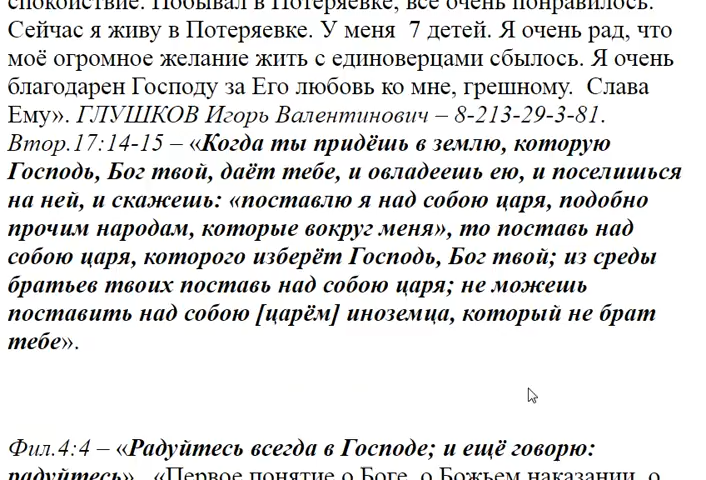 спокойствие. Побывал в Потеряевке, всё очень понравилось.
Сейчас я живу в Потеряевке. У меня  7 детей. Я очень рад, что
моё огромное желание жить с единоверцами сбылось. Я очень
благодарен Господу за Его любовь ко мне, грешному.  Слава
Ему». ГЛУШКОВ Игорь Валентинович – 8-213-29-3-81.
Втор.17:14-15 – «Когда ты придёшь в землю, которую
Господь, Бог твой, даёт тебе, и овладеешь ею, и поселишься
на ней, и скажешь: «поставлю я над собою царя, подобно
прочим народам, которые вокруг меня», то поставь над
собою царя, которого изберёт Господь, Бог твой; из среды
братьев твоих поставь над собою царя; не можешь
поставить над собою [царём] иноземца, который не брат
тебе».
Фил.4:4 – «Радуйтесь всегда в Господе; и ещё говорю:
радуйтесь».  «Первое понятие о Боге, о Божьем наказании, о